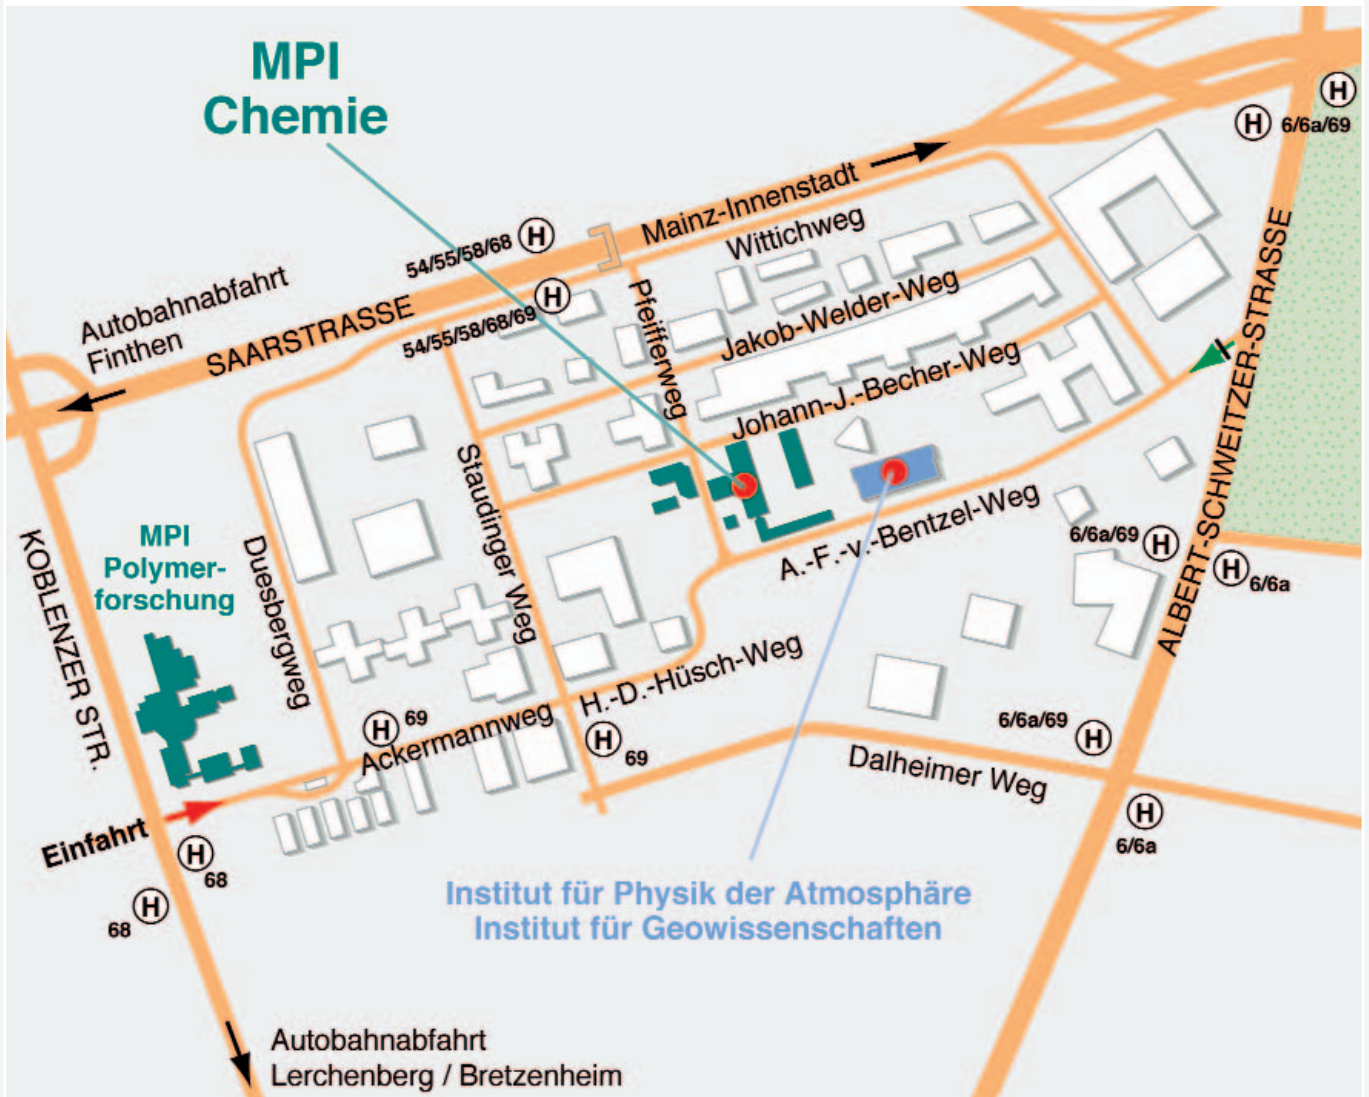 MPI
Chemie
H
H 6/6a/69
Mainz-Innenstadt
54/55/58/68 H
Wittichweg
Autobahnabfahrt
Finthen
SAARSTRASSE
H
54/55/58/68/69
Pfeifferweg
Jakob-Welder-Weg
Johann-J.-Becher-Weg
ALBERT-SCHWEITZER-STRASSE
Staudinger Weg
KOBLENZER STR.
MPI
Polymer-
forschung
Duesbergweg
A.-F.-v.-Bentzel-Weg
6/6a/69 H
H 6/6a
H.-D.-Hüsch-Weg
H 69
Ackermannweg
H 69
6/6a/69 H
Dalheimer Weg
H
6/6a
Einfahrt
H
68
H
68
Institut für Physik der Atmosphäre
Institut für Geowissenschaften
Autobahnabfahrt
Lerchenberg / Bretzenheim